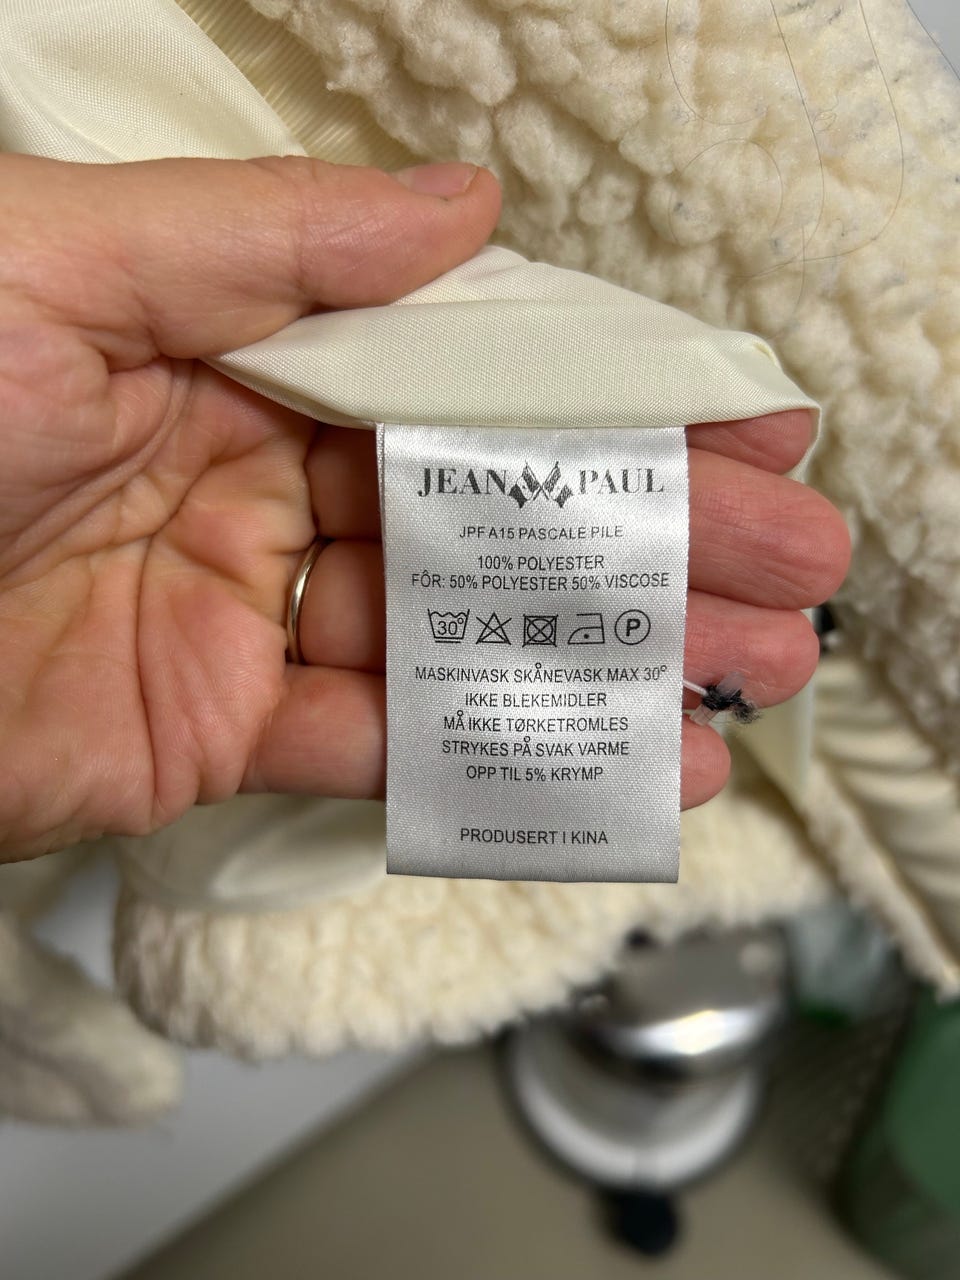 JEAN PAUL
JPF A15 PASCALE PILE
100% POLYESTER
FÔR: 50% POLYESTER 50% VISCOSE
30° P
MASKINVASK SKÅNEVASK MAX 30°
IKKE BLEKEMIDLER
MÅ IKKE TØRKETROMLES
STRYKES PÅ SVAK VARME
OPP TIL 5% KRYMP
PRODUSERT I KINA